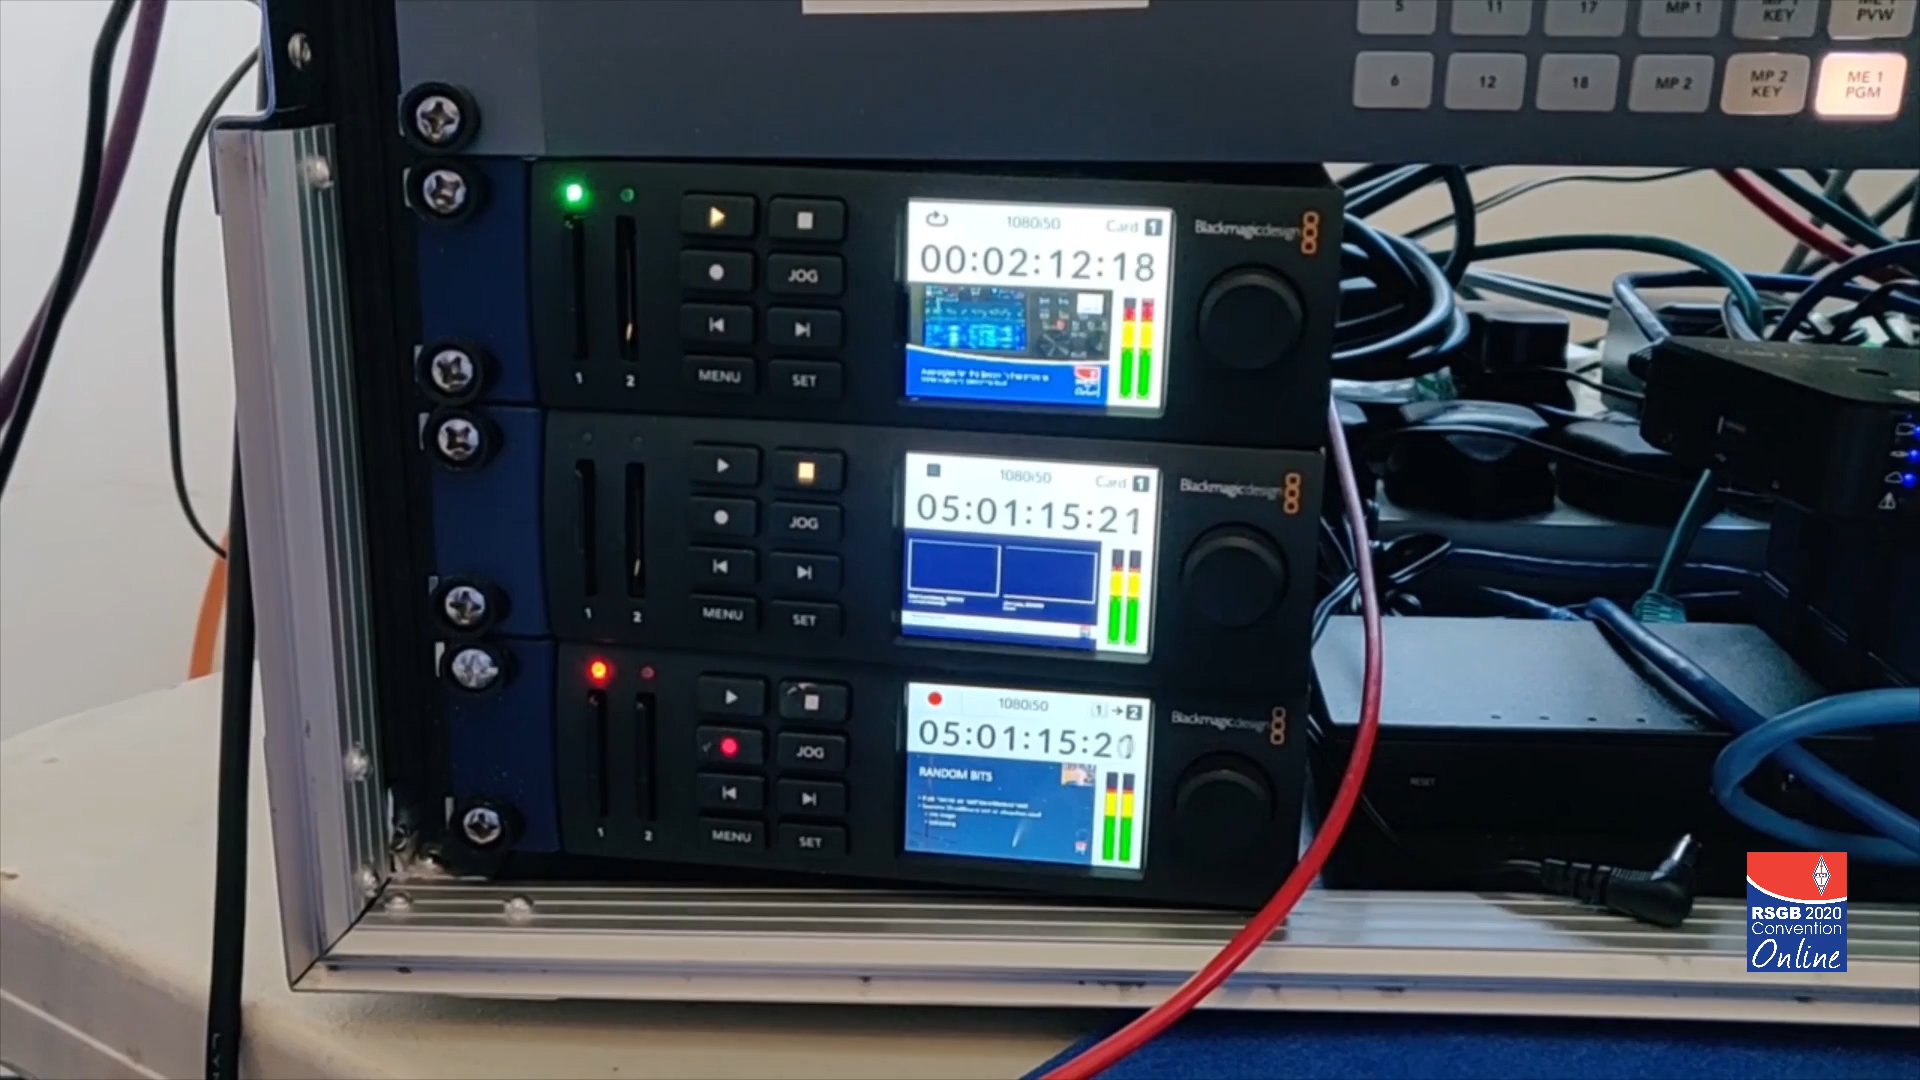 5 11 17 MP 1 KEY PVW
6 12 18 MP 2 MP 2 KEY ME 1 PGM
1080i50 Card 1
00:02:12:18
Blackmagicdesign
JOG
MENU SET
1 2
1080i50 Card 1
05:01:15:21
Blackmagicdesign
JOG
MENU SET
1 2
1080i50 1 2
05:01:15:2
Blackmagicdesign
RANDOM BITS
JOG
MENU SET
1 2
RESET
RSGB 2020
Convention
Online